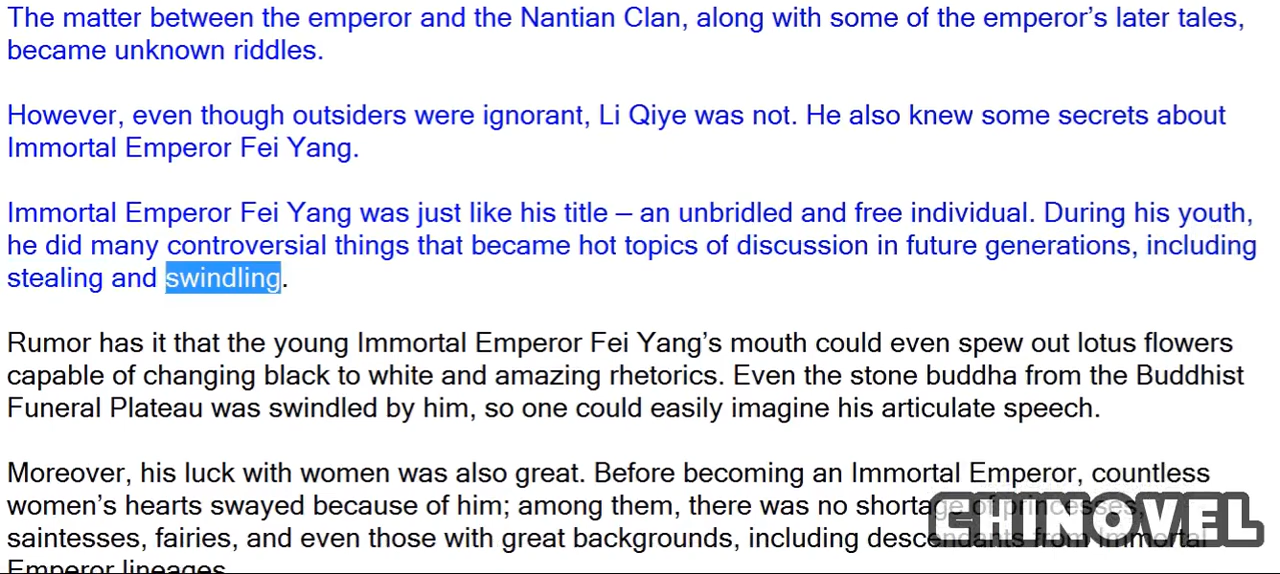 The matter between the emperor and the Nantian Clan, along with some of the emperor’s later tales,
became unknown riddles.
However, even though outsiders were ignorant, Li Qiye was not. He also knew some secrets about
Immortal Emperor Fei Yang.
Immortal Emperor Fei Yang was just like his title – an unbridled and free individual. During his youth,
he did many controversial things that became hot topics of discussion in future generations, including
stealing and swindling.
Rumor has it that the young Immortal Emperor Fei Yang’s mouth could even spew out lotus flowers
capable of changing black to white and amazing rhetorics. Even the stone buddha from the Buddhist
Funeral Plateau was swindled by him, so one could easily imagine his articulate speech.
Moreover, his luck with women was also great. Before becoming an Immortal Emperor, countless
women’s hearts swayed because of him; among them, there was no shortage of princesses,
saintesses, fairies, and even those with great backgrounds, including descendants from Immortal
Emperor lineages.
CHINOVEL